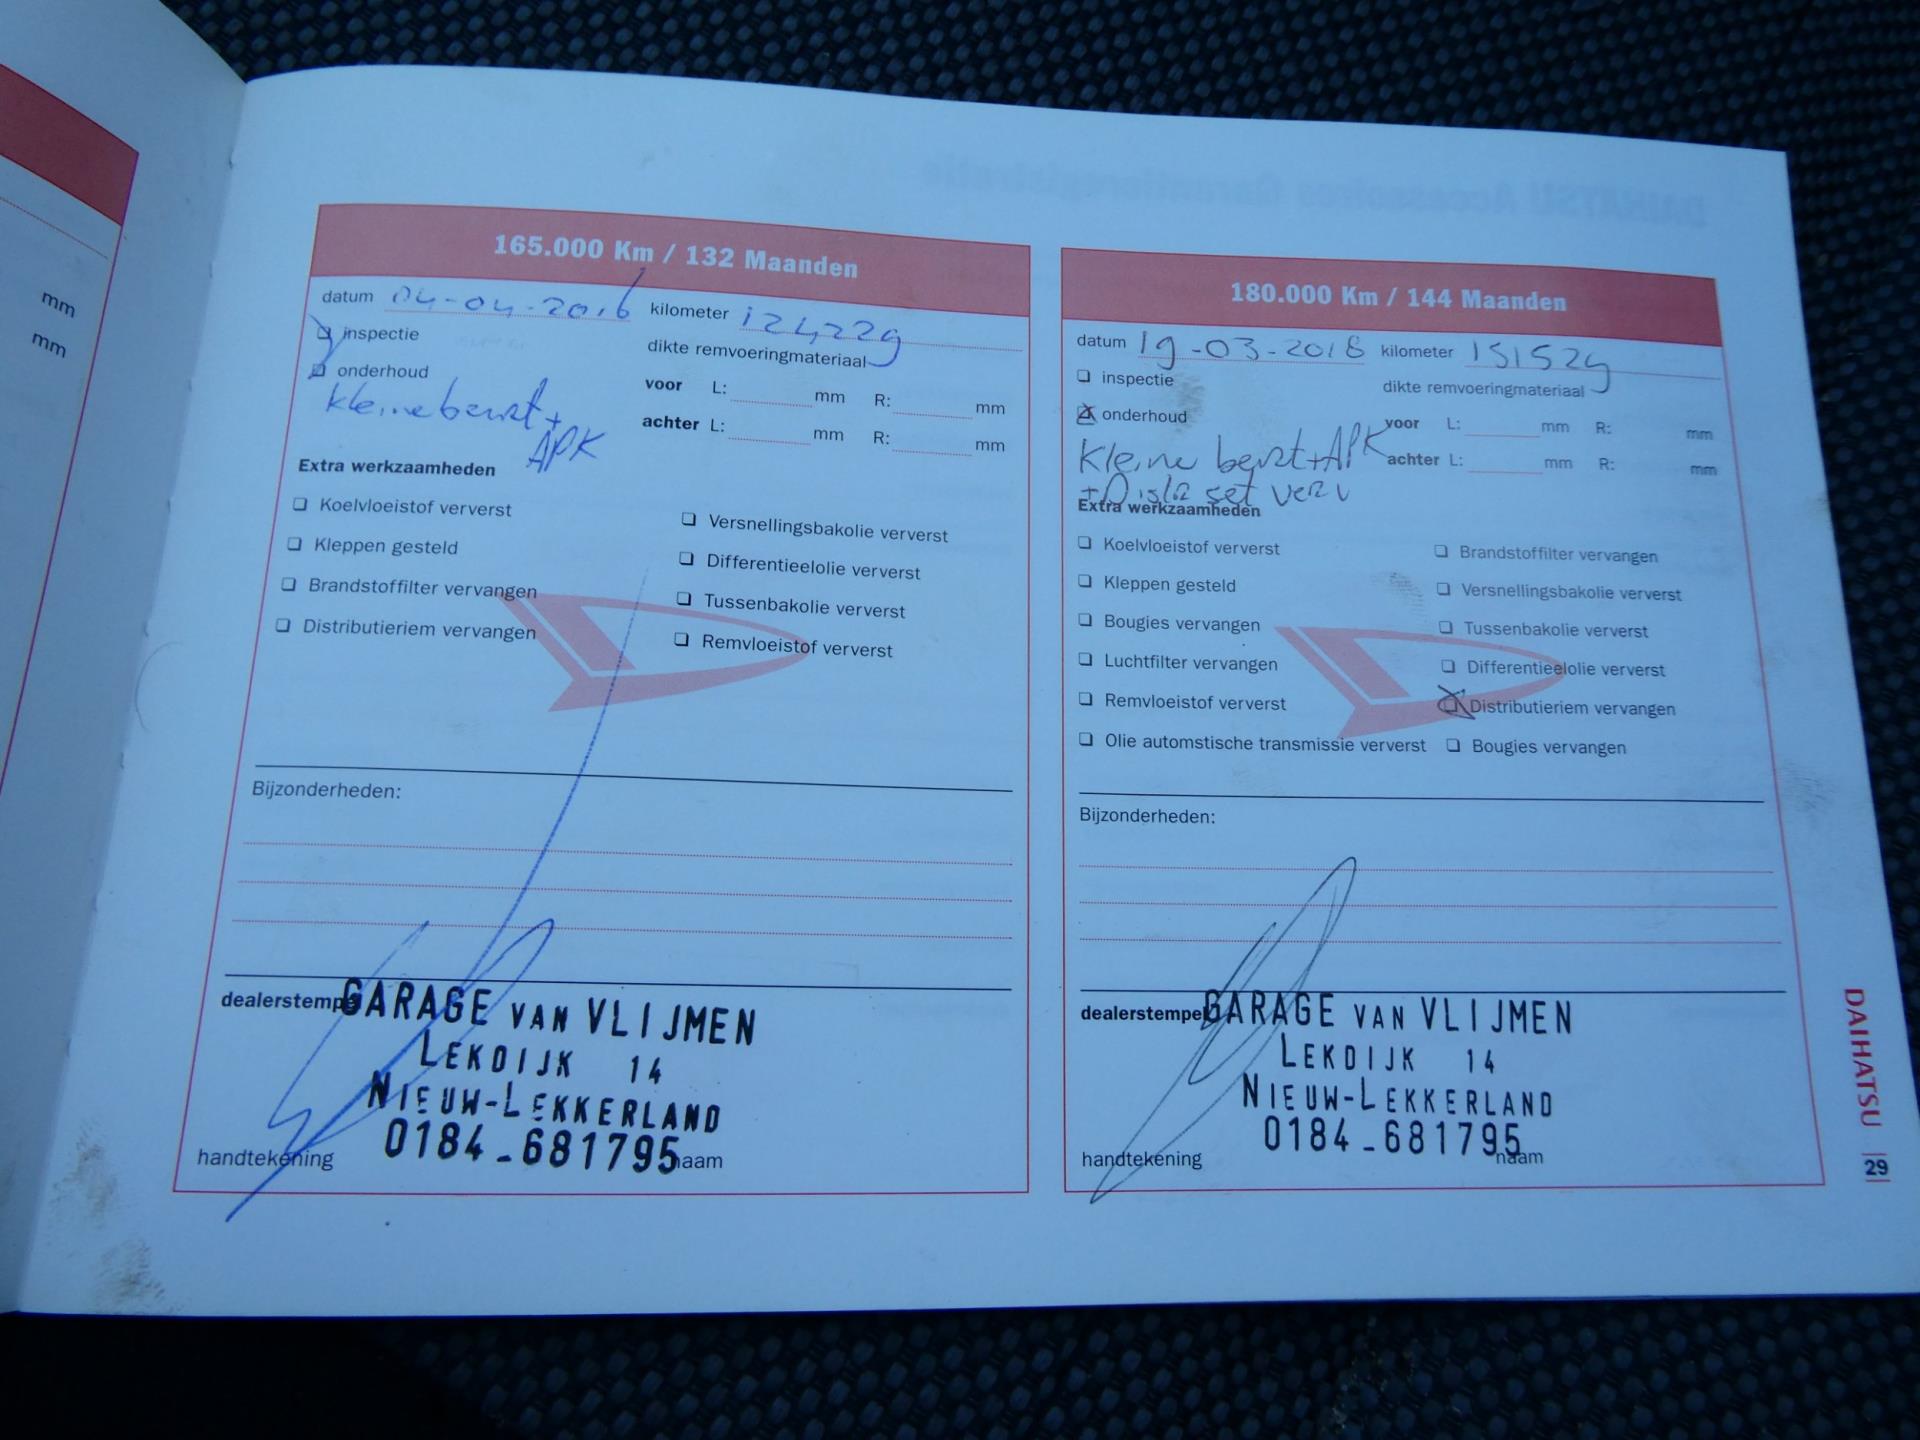 mm
mm
165.000 Km / 132 Maanden
datum 04-04-2016 kilometer 124229
inspectie
dikte remvoeringmateriaal
onderhoud
voor L: mm R: mm
kleine beurt +
APK
achter L: mm R: mm
Extra werkzaamheden
Koelvloeistof ververst
Versnellingsbakolie ververst
Kleppen gesteld
Differentieelolie ververst
Brandstoffilter vervangen
Tussenbakolie ververst
Distributieriem vervangen
Remvloeistof ververst
Bijzonderheden:
dealerstempel
GARAGE VAN VLIJMEN
LEKDIJK 14
NIEUW-LEKKERLAND
0184-681795
handtekening naam
180.000 Km / 144 Maanden
datum 19-03-2018 kilometer 151529
inspectie
dikte remvoeringmateriaal
onderhoud
voor L: mm R: mm
Kleine beurt + APK
achter L: mm R: mm
+ Distr set verv
Extra werkzaamheden
Koelvloeistof ververst
Brandstoffilter vervangen
Kleppen gesteld
Versnellingsbakolie ververst
Bougies vervangen
Tussenbakolie ververst
Luchtfilter vervangen
Differentieelolie ververst
Remvloeistof ververst
Distributieriem vervangen
Olie automstische transmissie ververst
Bougies vervangen
Bijzonderheden:
dealerstempel
GARAGE VAN VLIJMEN
LEKDIJK 14
NIEUW-LEKKERLAND
0184-681795
handtekening naam
DAIHATSU
29